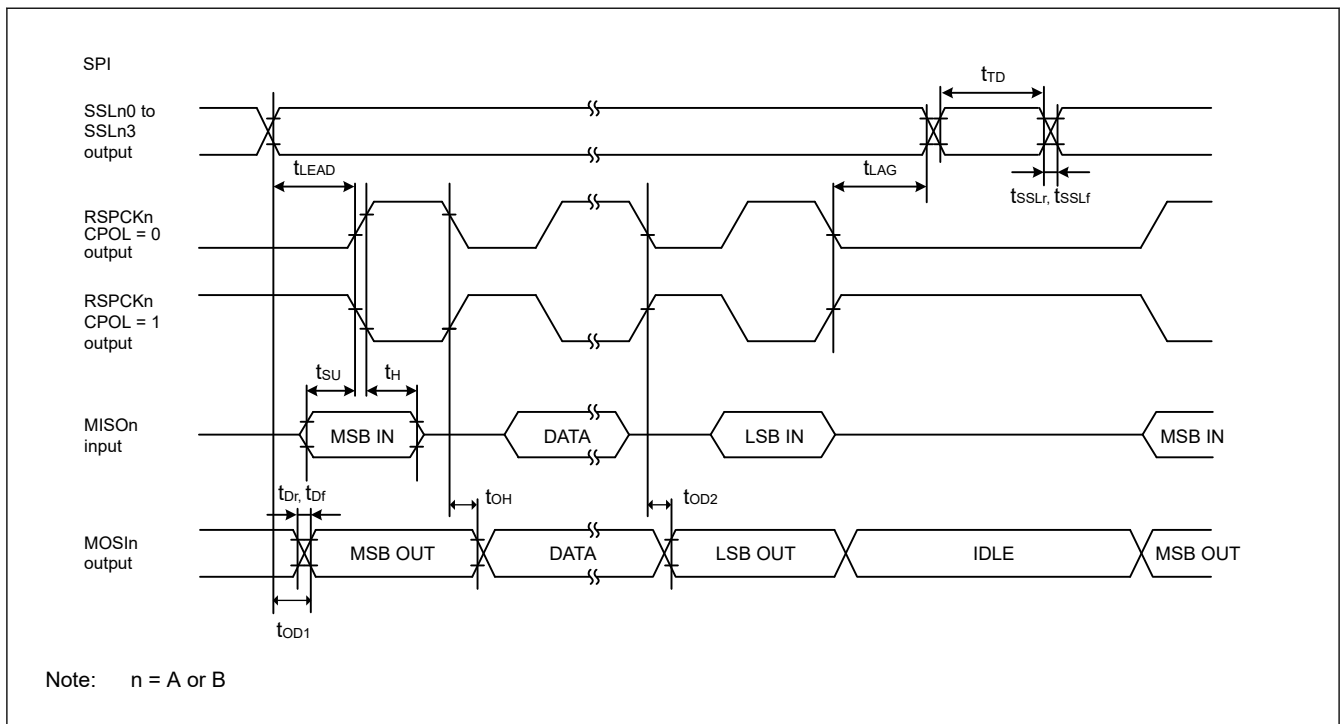 SPI
tTD
SSLn0 to
SSLn3
output
tLEAD
tLAG
tSSLr, tSSLf
RSPCKn
CPOL = 0
output
RSPCKn
CPOL = 1
output
tSU
tH
MISOn
input
MSB IN
DATA
LSB IN
MSB IN
tDr, tDf
tOH
tOD2
MOSIn
output
MSB OUT
DATA
LSB OUT
IDLE
MSB OUT
tOD1
Note: n = A or B